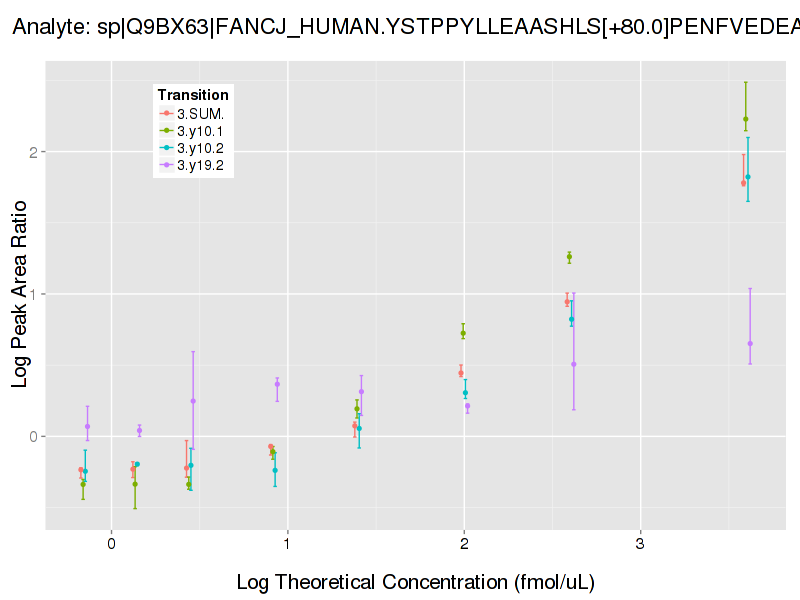 Analyte: sp|Q9BX63|FANCJ_HUMAN.YSTPPYLLEAASHLS[+80.0]PENFVEDEA
Transition
3.SUM.
3.y10.1
3.y10.2
3.y19.2
2
1
0
Log Peak Area Ratio
0 1 2 3
Log Theoretical Concentration (fmol/uL)